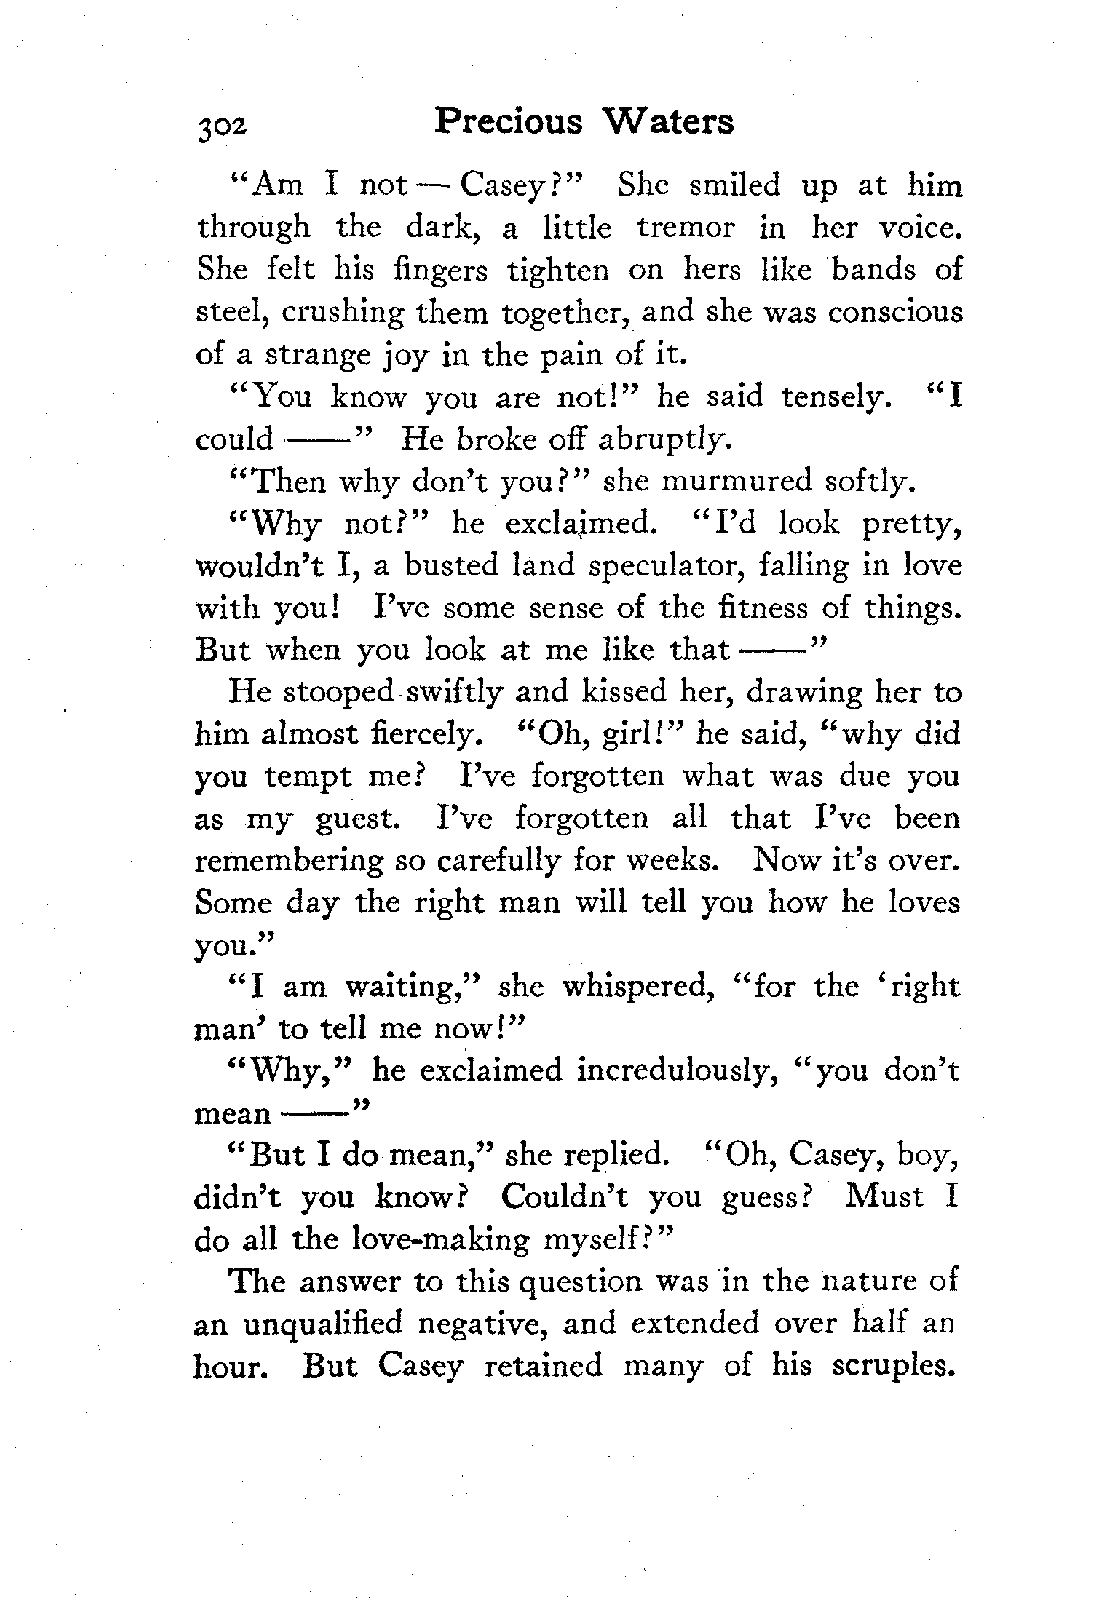 302 Precious Waters
“Am I not — Casey?” She smiled up at him
through the dark, a little tremor in her voice.
She felt his fingers tighten on hers like bands of
steel, crushing them together, and she was conscious
of a strange joy in the pain of it.
“You know you are not!” he said tensely. “I
could ——” He broke off abruptly.
“Then why don’t you?” she murmured softly.
“Why not?” he exclaimed. “I’d look pretty,
wouldn’t I, a busted land speculator, falling in love
with you! I’ve some sense of the fitness of things.
But when you look at me like that ——”
He stooped swiftly and kissed her, drawing her to
him almost fiercely. “Oh, girl!” he said, “why did
you tempt me? I’ve forgotten what was due you
as my guest. I’ve forgotten all that I’ve been
remembering so carefully for weeks. Now it’s over.
Some day the right man will tell you how he loves
you.”
“I am waiting,” she whispered, “for the ‘right
man’ to tell me now!”
“Why,” he exclaimed incredulously, “you don’t
mean ——”
“But I do mean,” she replied. “Oh, Casey, boy,
didn’t you know? Couldn’t you guess? Must I
do all the love-making myself?”
The answer to this question was in the nature of
an unqualified negative, and extended over half an
hour. But Casey retained many of his scruples.